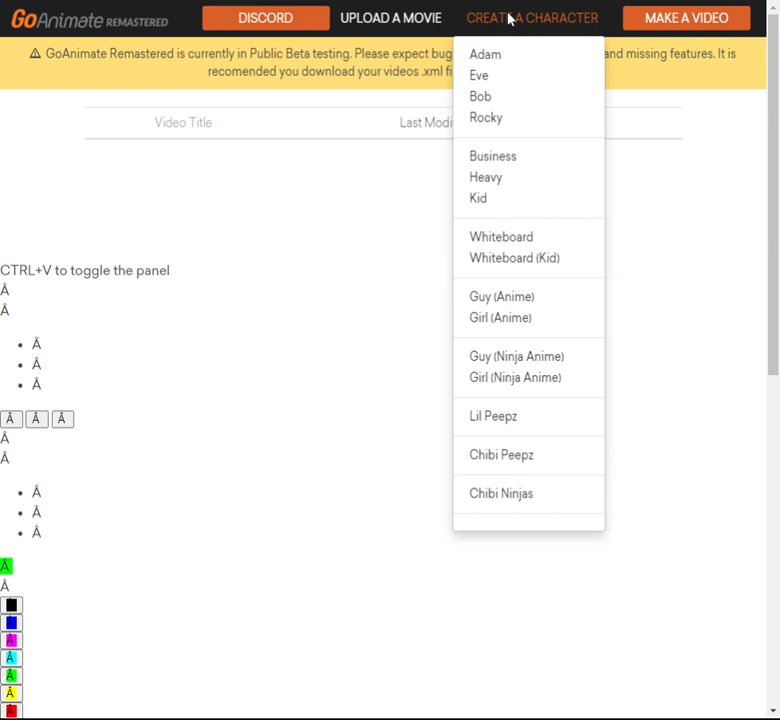 GOANIMATE REMASTERED
DISCORD
UPLOAD A MOVIE
CREATE A CHARACTER
MAKE A VIDEO
⚠ GoAnimate Remastered is currently in Public Beta testing. Please expect bug
and missing features. It is
recomended you download your videos .xml fi
Video Title
Last Modi
Adam
Eve
Bob
Rocky
Business
Heavy
Kid
Whiteboard
Whiteboard (Kid)
Guy (Anime)
Girl (Anime)
Guy (Ninja Anime)
Girl (Ninja Anime)
Lil Peepz
Chibi Peepz
Chibi Ninjas
CTRL+V to toggle the panel
Â
Â
• Â
• Â
• Â
Â Â Â
Â
Â
• Â
• Â
• Â
Â
Â
Â
Â
Â
Â
Â
Â
Â